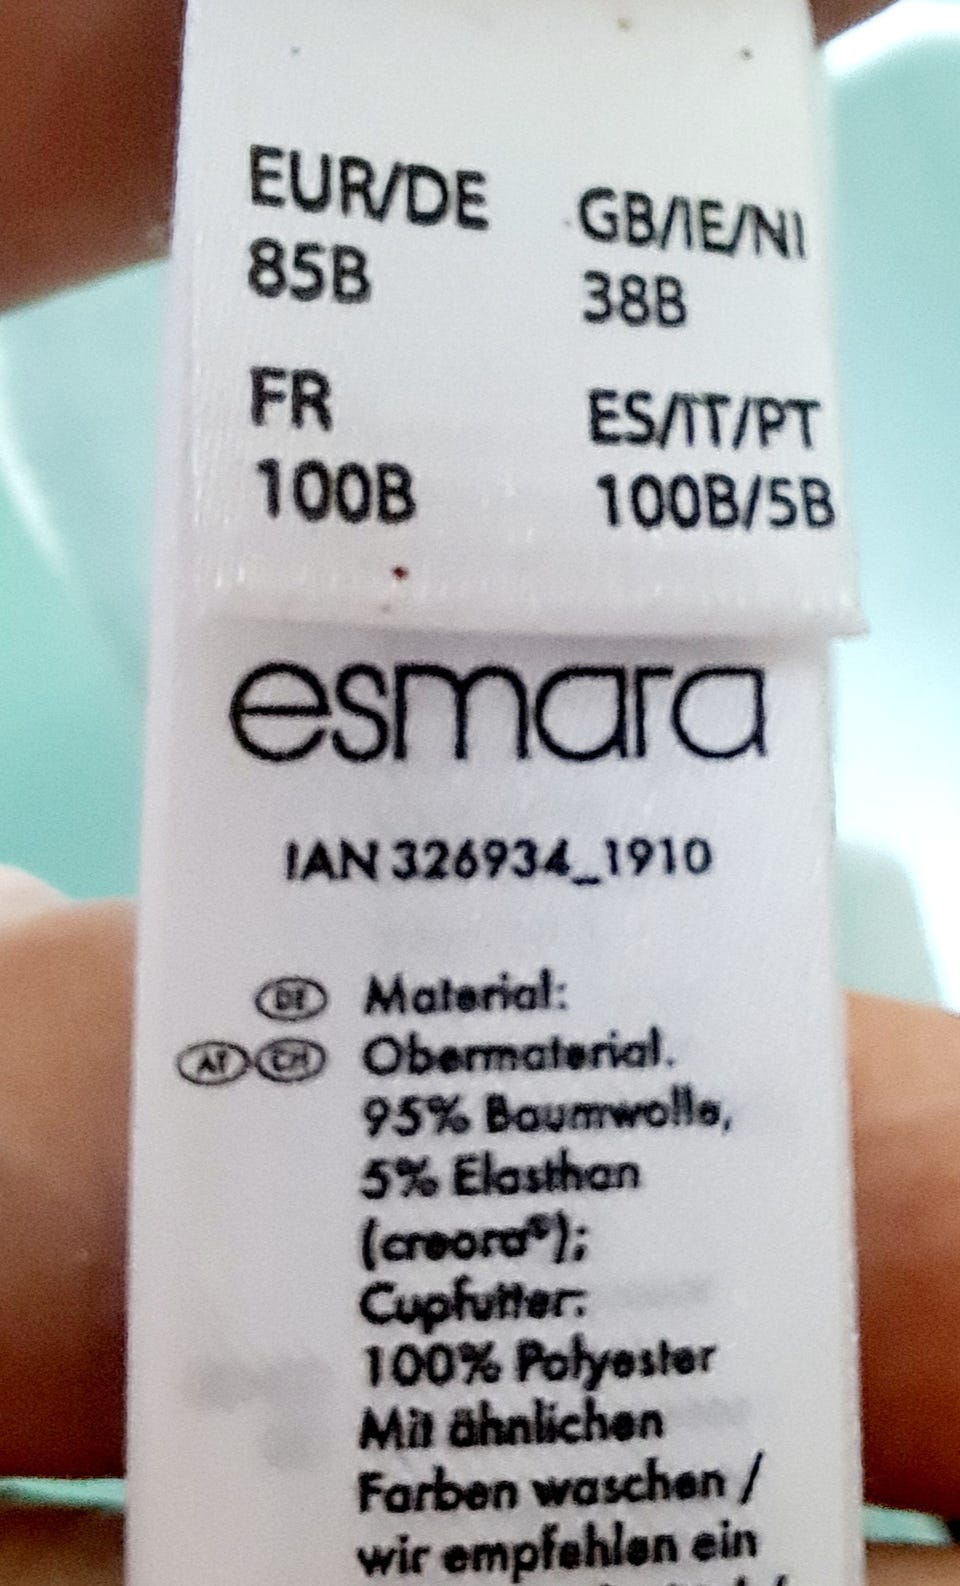 EUR/DE GB/IE/NI
85B 38B
FR ES/IT/PT
100B 100B/5B
esmara
IAN 326934_1910
DE Material:
AT CH Obermaterial.
95% Baumwolle,
5% Elasthan
(creora®);
Cupfutter:
100% Polyester
Mit ähnlichen
Farben waschen /
wir empfehlen ein